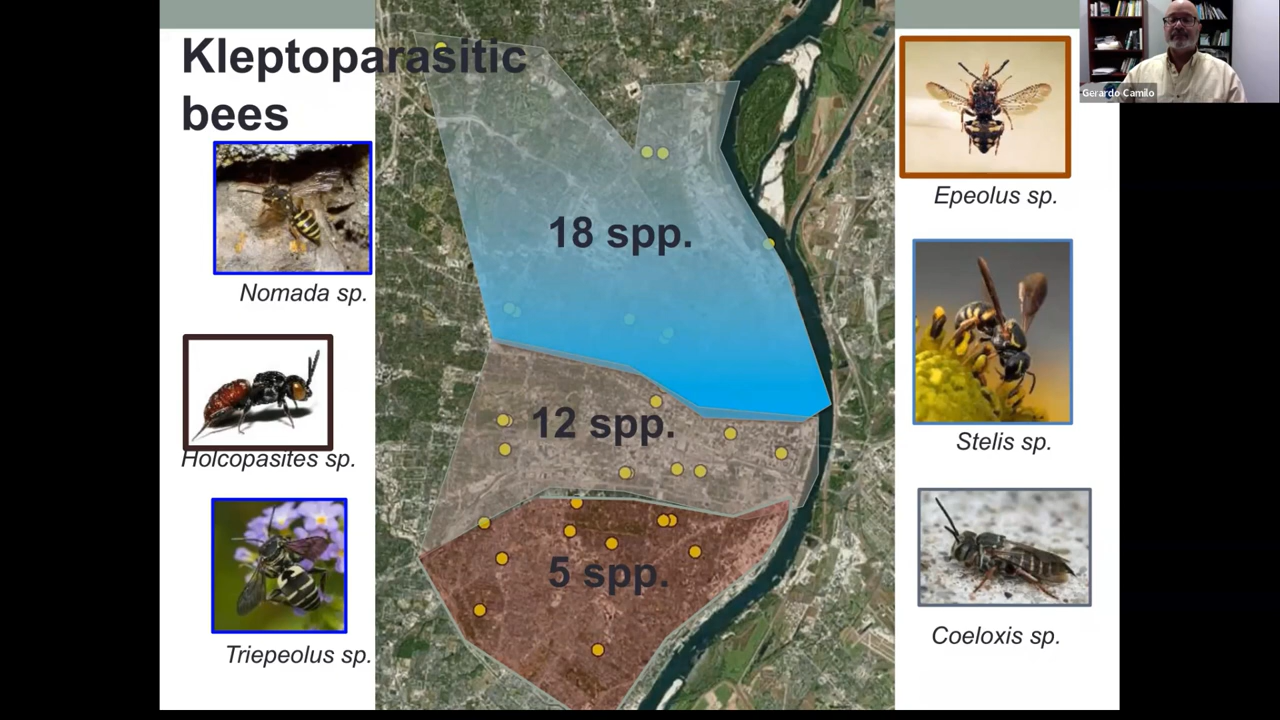 Kleptoparasitic
bees
Nomada sp.
Holcopasites sp.
Triepeolus sp.
18 spp.
12 spp.
5 spp.
Epeolus sp.
Stelis sp.
Coeloxis sp.
Gerardo Camilo